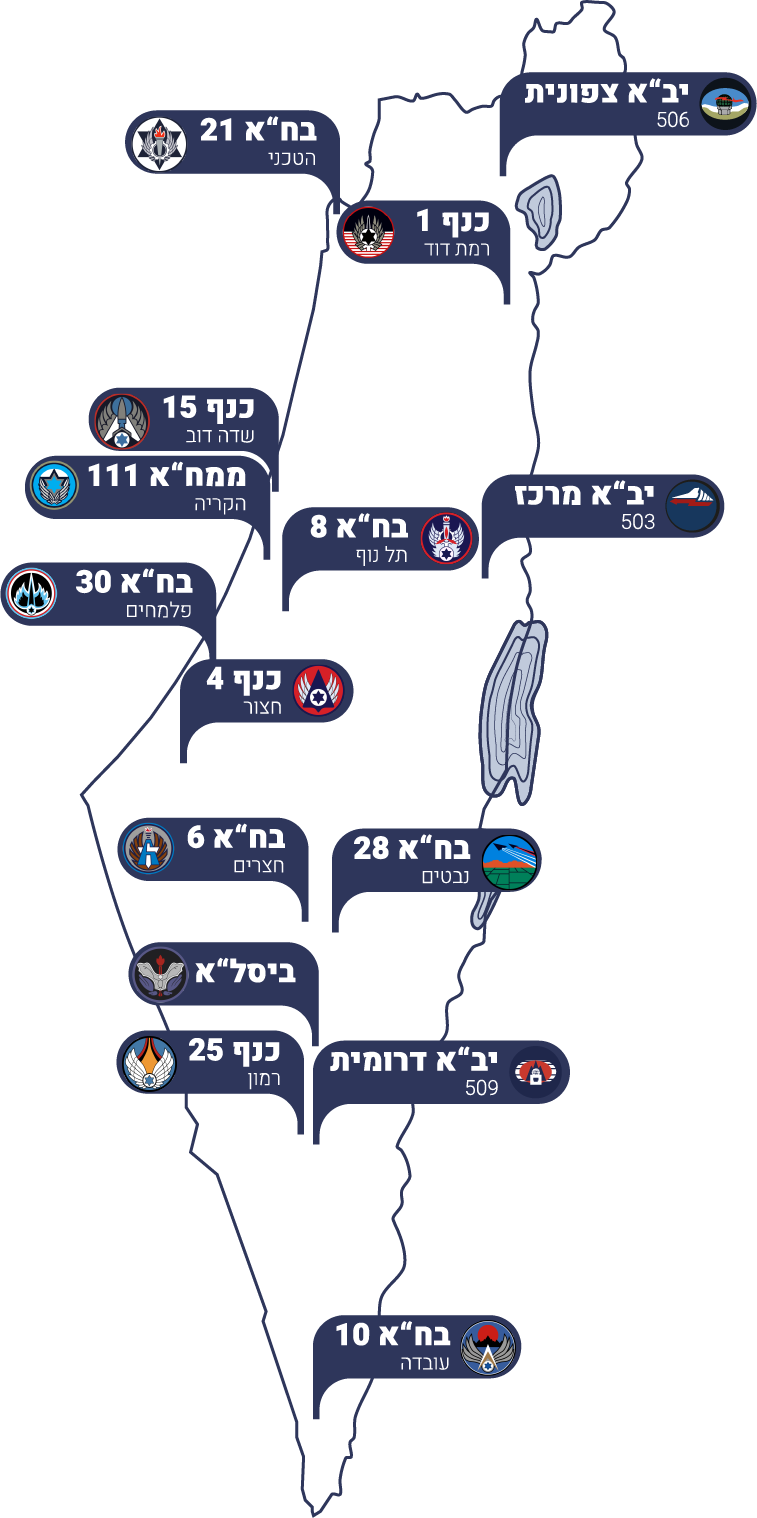 יב“א צפונית
506
בח“א 21
הטכני
כנף 1
רמת דוד
כנף 15
שדה דוב
ממח“א 111
הקריה
יב“א מרכז
503
בח“א 8
תל נוף
בח“א 30
פלמחים
כנף 4
חצור
בח“א 6
חצרים
בח“א 28
נבטים
ביסל“א
כנף 25
רמון
יב“א דרומית
509
בח“א 10
עובדה